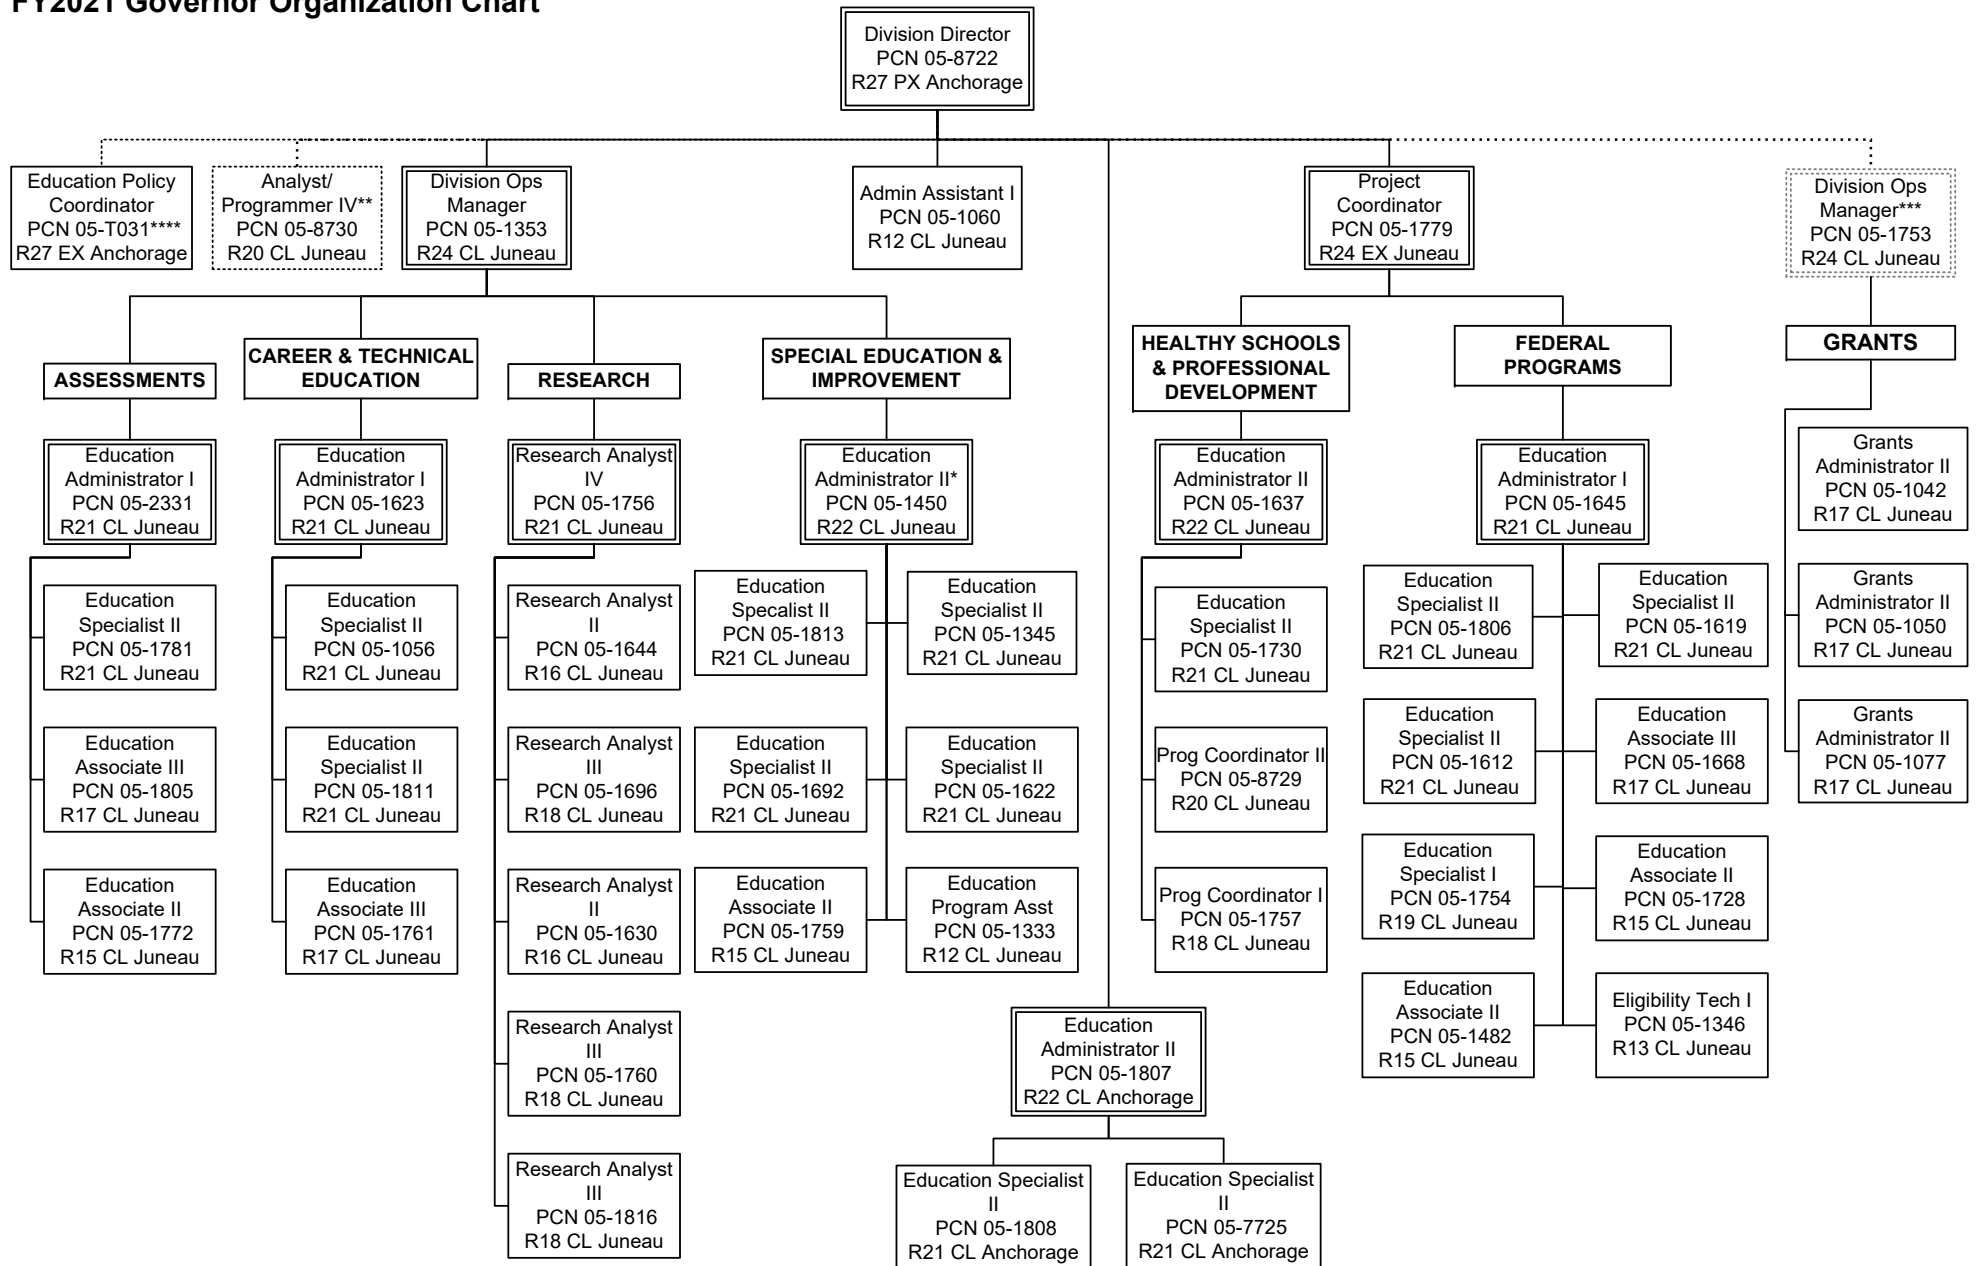 FY2021 Governor Organization Chart
Division Director
PCN 05-8722
R27 PX Anchorage
Education Policy
Coordinator
PCN 05-T031****
R27 EX Anchorage
Analyst/
Programmer IV**
PCN 05-8730
R20 CL Juneau
Division Ops
Manager
PCN 05-1353
R24 CL Juneau
Admin Assistant I
PCN 05-1060
R12 CL Juneau
Project
Coordinator
PCN 05-1779
R24 EX Juneau
Division Ops
Manager***
PCN 05-1753
R24 CL Juneau
ASSESSMENTS
CAREER & TECHNICAL
EDUCATION
RESEARCH
SPECIAL EDUCATION &
IMPROVEMENT
HEALTHY SCHOOLS
& PROFESSIONAL
DEVELOPMENT
FEDERAL
PROGRAMS
GRANTS
Education
Administrator I
PCN 05-2331
R21 CL Juneau
Education
Administrator I
PCN 05-1623
R21 CL Juneau
Research Analyst
IV
PCN 05-1756
R21 CL Juneau
Education
Administrator II*
PCN 05-1450
R22 CL Juneau
Education
Administrator II
PCN 05-1637
R22 CL Juneau
Education
Administrator I
PCN 05-1645
R21 CL Juneau
Grants
Administrator II
PCN 05-1042
R17 CL Juneau
Education
Specialist II
PCN 05-1781
R21 CL Juneau
Education
Specialist II
PCN 05-1056
R21 CL Juneau
Research Analyst
II
PCN 05-1644
R16 CL Juneau
Education
Specialist II
PCN 05-1813
R21 CL Juneau
Education
Specialist II
PCN 05-1345
R21 CL Juneau
Education
Specialist II
PCN 05-1730
R21 CL Juneau
Education
Specialist II
PCN 05-1806
R21 CL Juneau
Education
Specialist II
PCN 05-1619
R21 CL Juneau
Grants
Administrator II
PCN 05-1050
R17 CL Juneau
Education
Associate III
PCN 05-1805
R17 CL Juneau
Education
Specialist II
PCN 05-1811
R21 CL Juneau
Research Analyst
III
PCN 05-1696
R18 CL Juneau
Education
Specialist II
PCN 05-1692
R21 CL Juneau
Education
Specialist II
PCN 05-1622
R21 CL Juneau
Prog Coordinator II
PCN 05-8729
R20 CL Juneau
Education
Specialist II
PCN 05-1612
R21 CL Juneau
Education
Associate III
PCN 05-1668
R17 CL Juneau
Grants
Administrator II
PCN 05-1077
R17 CL Juneau
Education
Associate II
PCN 05-1772
R15 CL Juneau
Education
Associate III
PCN 05-1761
R17 CL Juneau
Research Analyst
II
PCN 05-1630
R16 CL Juneau
Education
Associate II
PCN 05-1759
R15 CL Juneau
Education
Program Asst
PCN 05-1333
R12 CL Juneau
Prog Coordinator I
PCN 05-1757
R18 CL Juneau
Education
Specialist I
PCN 05-1754
R19 CL Juneau
Education
Associate II
PCN 05-1728
R15 CL Juneau
Research Analyst
III
PCN 05-1760
R18 CL Juneau
Education
Administrator II
PCN 05-1807
R22 CL Anchorage
Education
Associate II
PCN 05-1482
R15 CL Juneau
Eligibility Tech I
PCN 05-1346
R13 CL Juneau
Research Analyst
III
PCN 05-1816
R18 CL Juneau
Education Specialist
II
PCN 05-1808
R21 CL Anchorage
Education Specialist
II
PCN 05-7725
R21 CL Anchorage